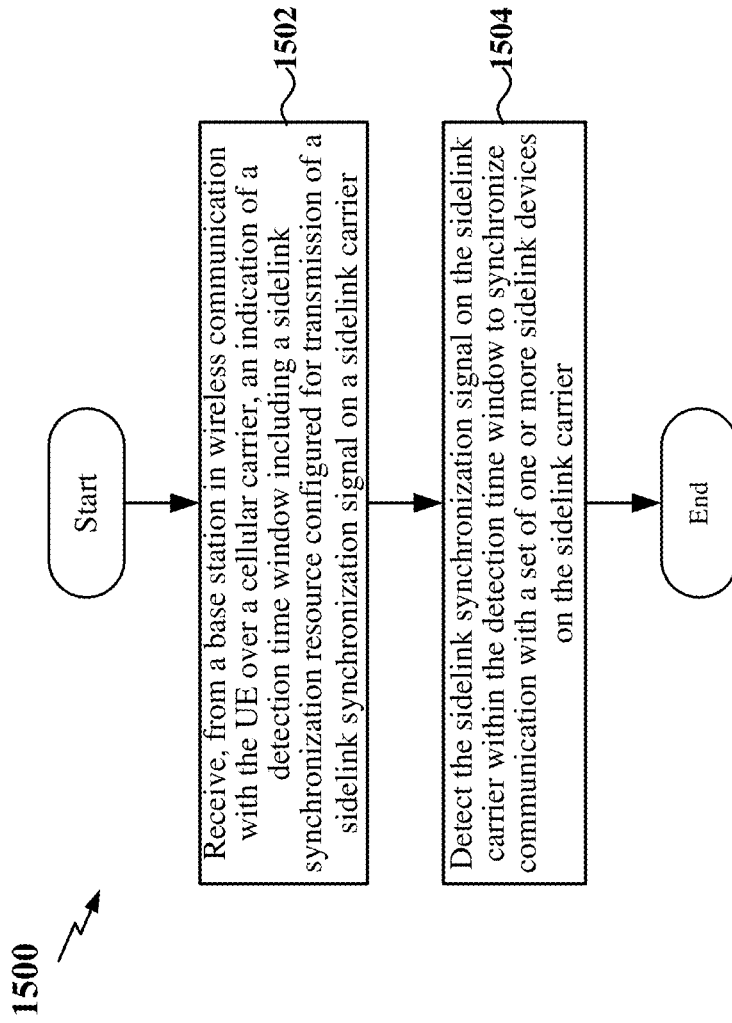 1500
Start
Receive, from a base station in wireless communication
with the UE over a cellular carrier, an indication of a
detection time window including a sidelink
synchronization resource configured for transmission of a
sidelink synchronization signal on a sidelink carrier
1502
Detect the sidelink synchronization signal on the sidelink
carrier within the detection time window to synchronize
communication with a set of one or more sidelink devices
on the sidelink carrier
1504
End